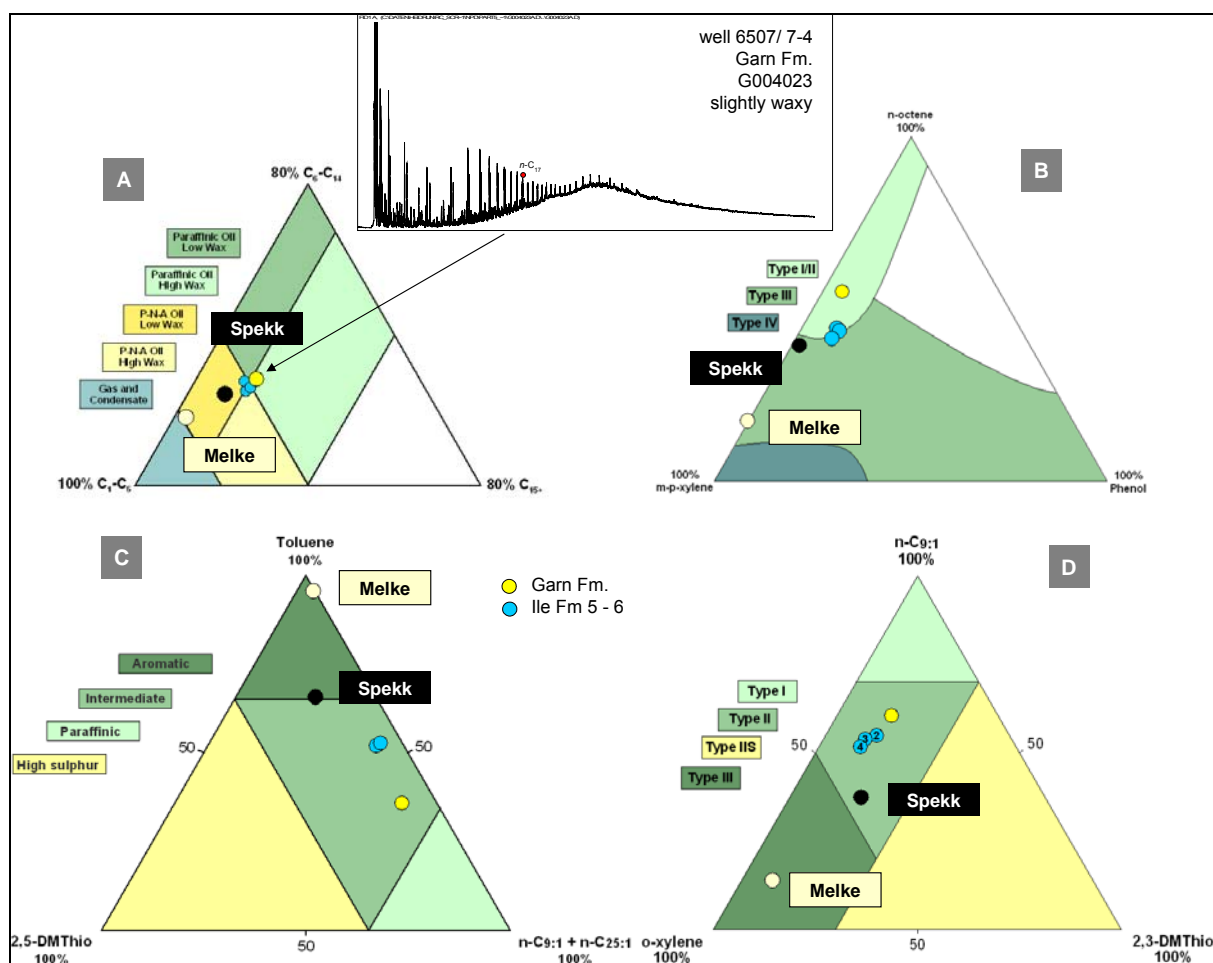 well 6507/ 7-4
Garn Fm.
G004023
slightly waxy
n-C17
A
80% C6-C14
Paraffinic Oil
Low Wax
Paraffinic Oil
High Wax
P-N-A Oil
Low Wax
P-N-A Oil
High Wax
Gas and
Condensate
Spekk
Melke
100% C1-C5
80% C15+
B
n-octene
100%
Type I/II
Type III
Type IV
Spekk
Melke
100%
m-p-xylene
100%
Phenol
C
Toluene
100%
Melke
Aromatic
Intermediate
Paraffinic
High sulphur
Spekk
50
50
2,5-DMThio
100%
50
n-C9:1 + n-C25:1
100%
Garn Fm.
Ile Fm 5 - 6
D
n-C9:1
100%
Type I
Type II
Type IIS
Type III
50
50
4 3 2
Spekk
Melke
o-xylene
100%
50
2,3-DMThio
100%